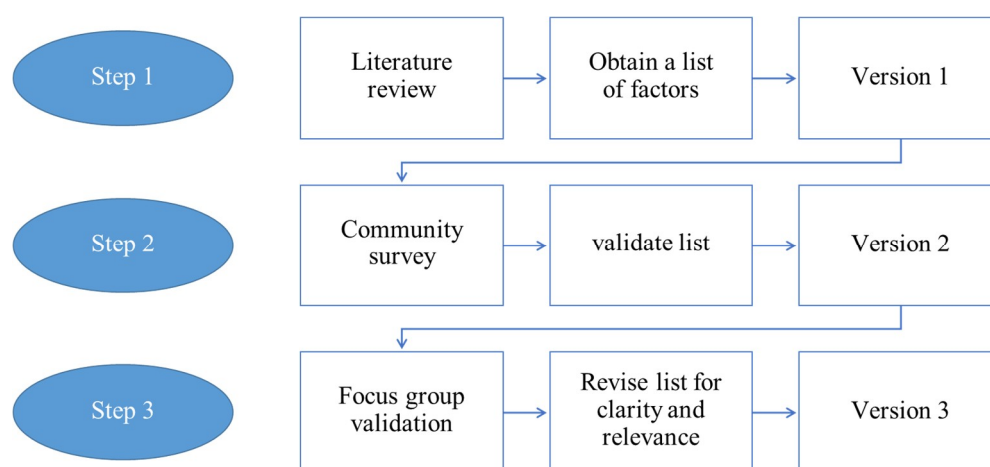 Step 1
Literature
review
Obtain a list
of factors
Version 1
Step 2
Community
survey
validate list
Version 2
Step 3
Focus group
validation
Revise list for
clarity and
relevance
Version 3